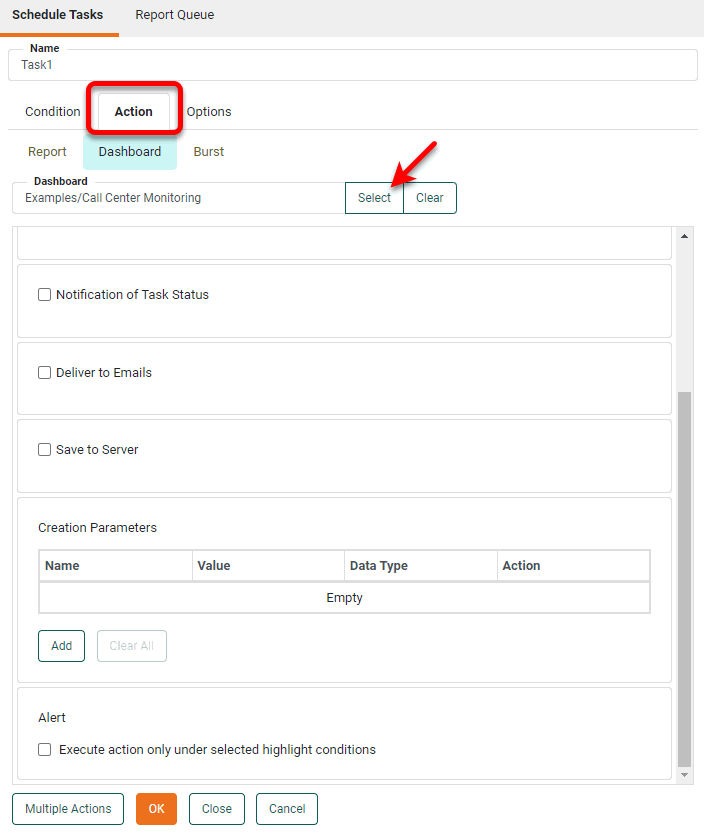 Schedule Tasks Report Queue
Name
Task1
Condition Action Options
Report Dashboard Burst
Dashboard
Examples/Call Center Monitoring Select Clear
Notification of Task Status
Deliver to Emails
Save to Server
Creation Parameters
Name Value Data Type Action
Empty
Add Clear All
Alert
Execute action only under selected highlight conditions
Multiple Actions OK Close Cancel